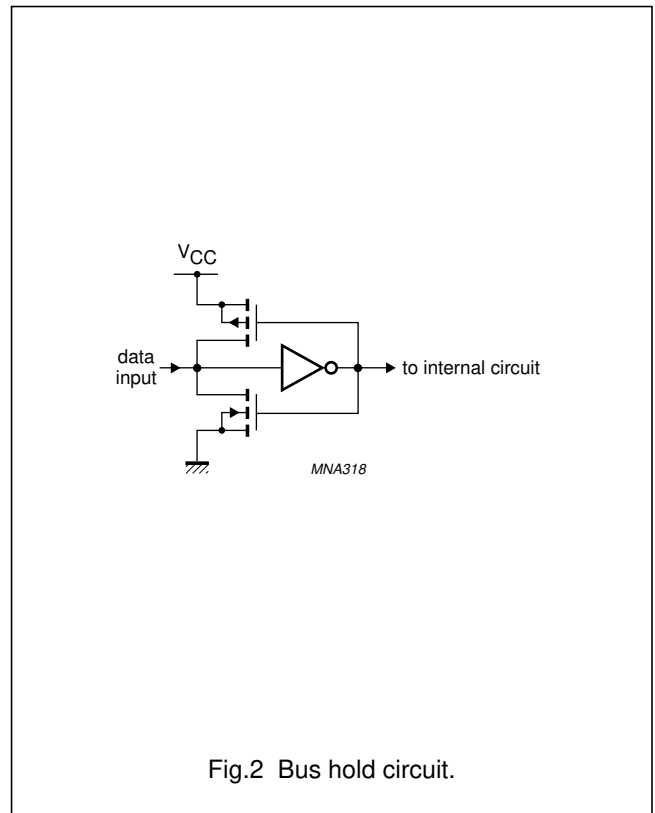 VCC
data
input
to internal circuit
MNA318
Fig.2 Bus hold circuit.